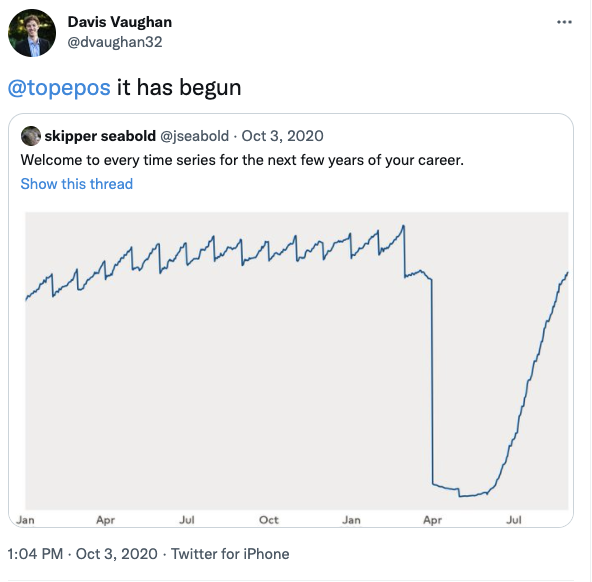 Davis Vaughan
@dvaughan32
@topepos it has begun
skipper seabold @jseabold · Oct 3, 2020
Welcome to every time series for the next few years of your career.
Show this thread
Jan Apr Jul Oct Jan Apr Jul
1:04 PM · Oct 3, 2020 · Twitter for iPhone